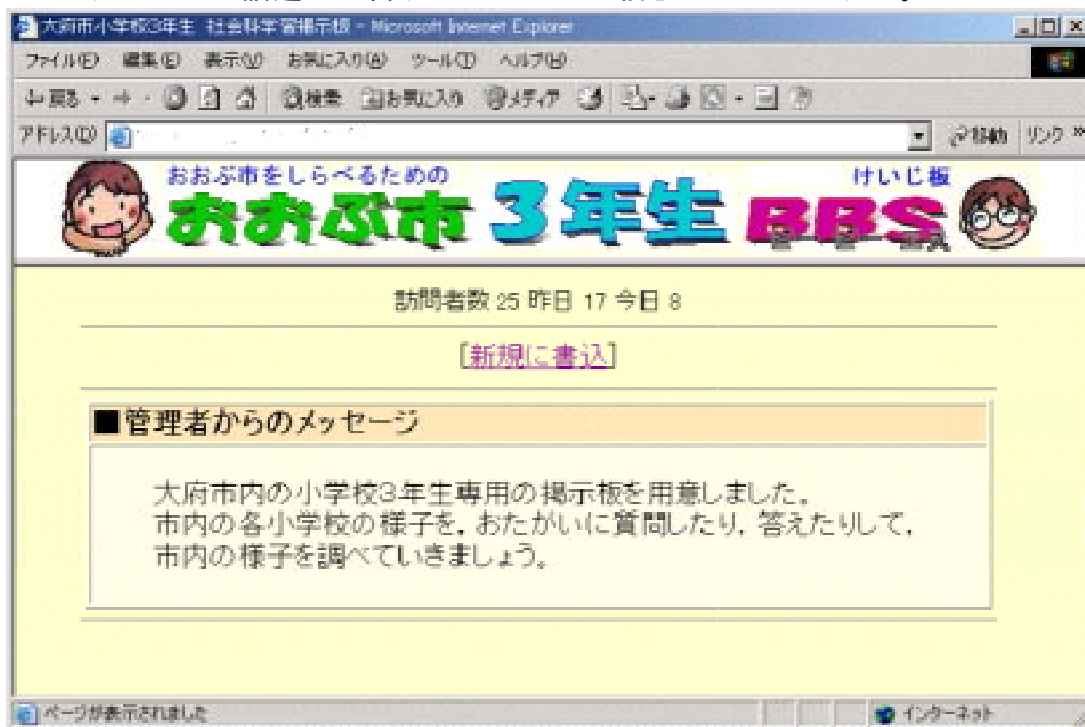 大府市小学校3年生 社会科学習掲示板 - Microsoft Internet Explorer
ファイル(F) 編集(E) 表示(V) お気に入り(A) ツール(T) ヘルプ(H)
戻る 検索 お気に入り メディア
アドレス(D) 移動 リンク »
おおぶ市をしらべるための けいじ板
おおぶ市 3年生 BBS
ビービーエス
訪問者数 25 昨日 17 今日 8
[新規に書込]
■管理者からのメッセージ
大府市内の小学校3年生専用の掲示板を用意しました。
市内の各小学校の様子を,おたがいに質問したり,答えたりして,
市内の様子を調べていきましょう。
ページが表示されました インターネット